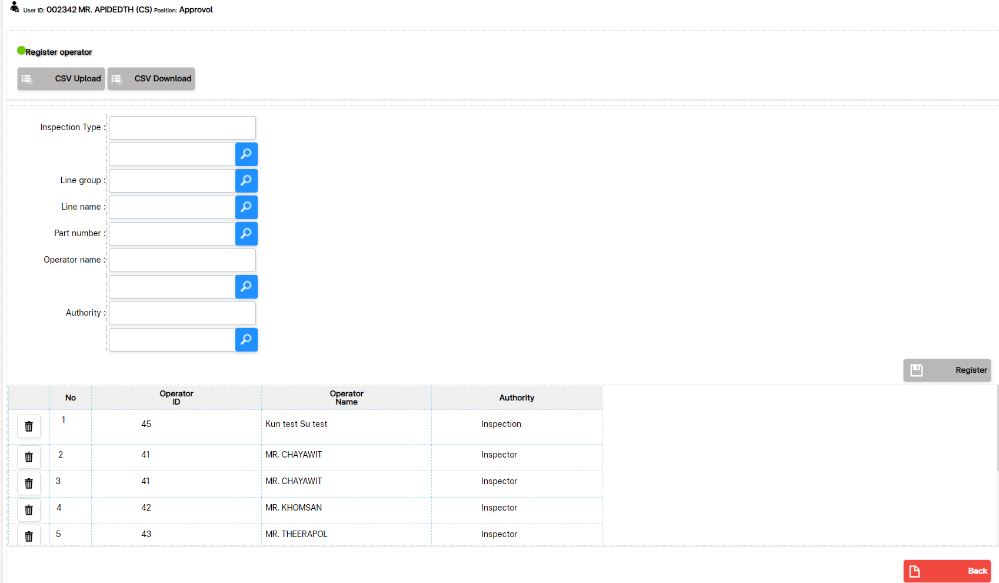 User ID: 002342 MR. APIDEDTH (CS) Position: Approvol
Register operator
CSV Upload CSV Download
Inspection Type :
Line group :
Line name :
Part number :
Operator name :
Authority :
Register
No Operator ID Operator Name Authority
1 45 Kun test Su test Inspection
2 41 MR. CHAYAWIT Inspector
3 41 MR. CHAYAWIT Inspector
4 42 MR. KHOMSAN Inspector
5 43 MR. THEERAPOL Inspector
Back